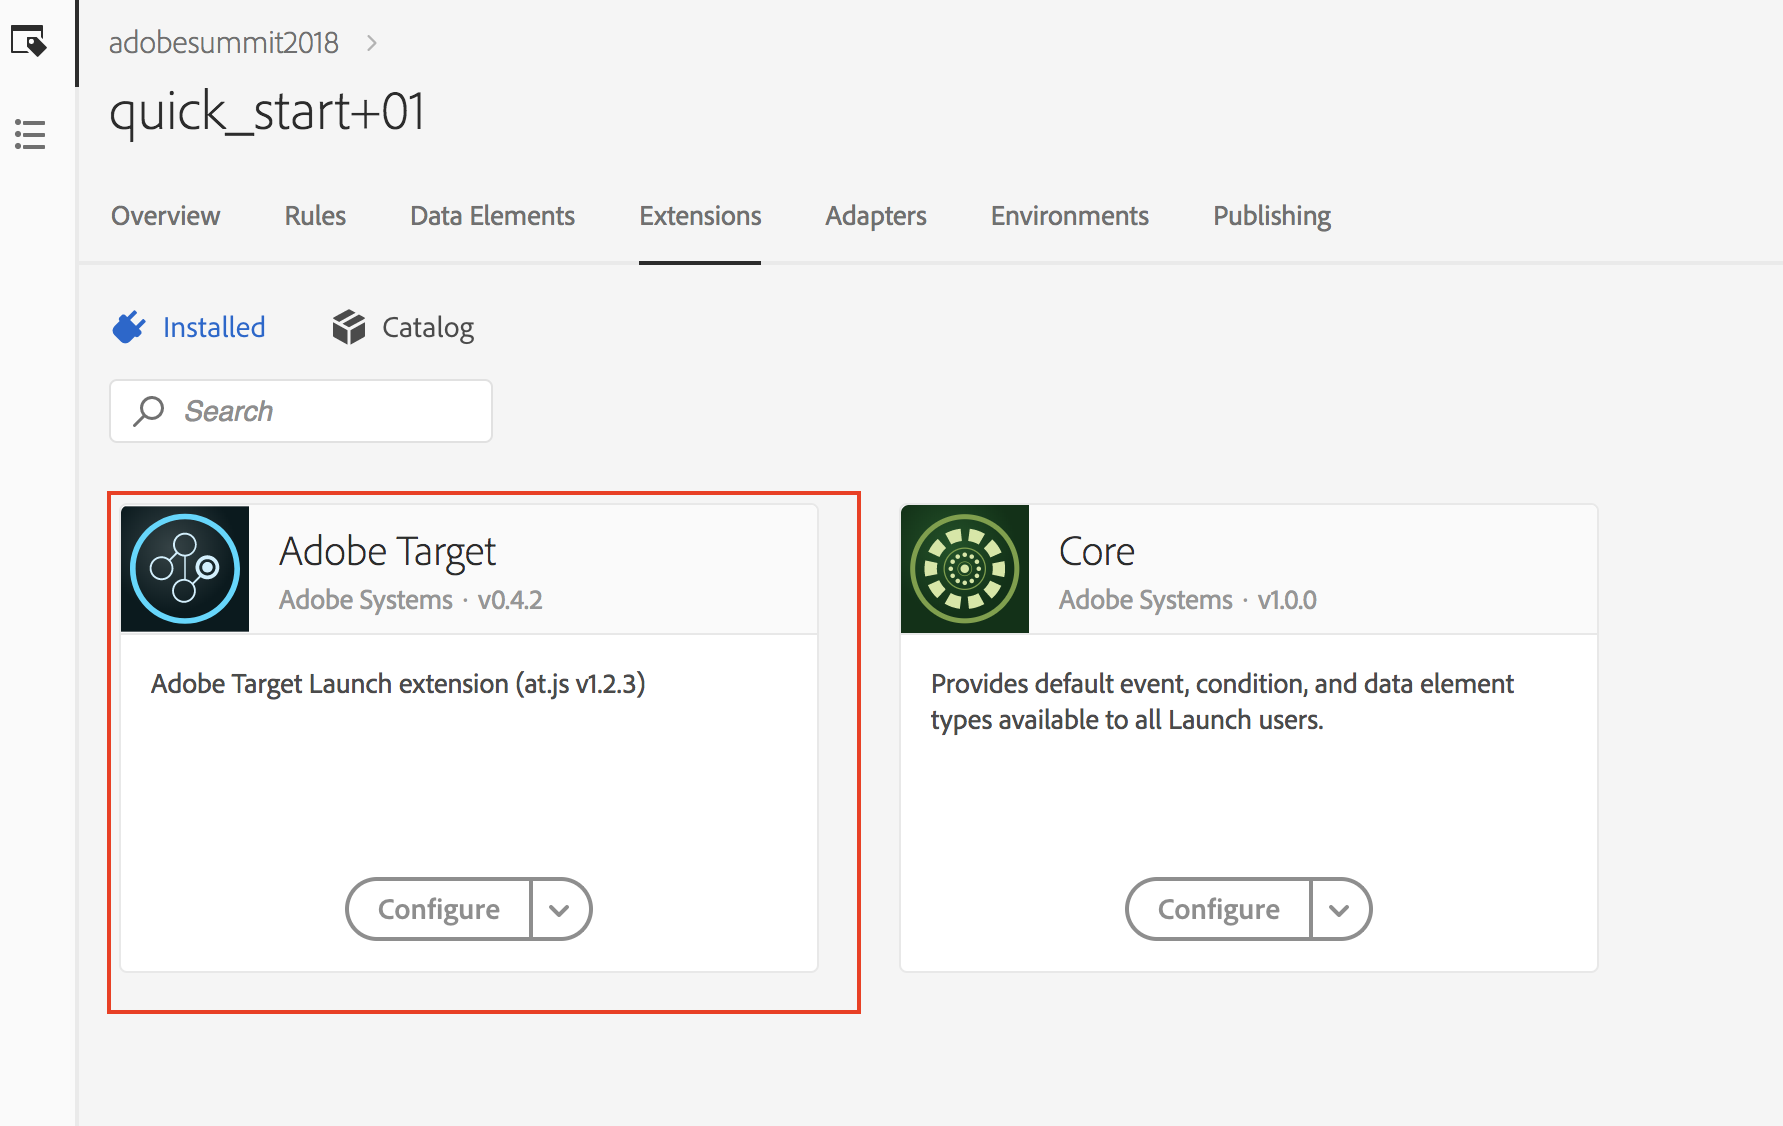 adobesummit2018
quick_start+01
Overview Rules Data Elements Extensions Adapters Environments Publishing
Installed Catalog
Search
Adobe Target
Adobe Systems · v0.4.2
Adobe Target Launch extension (at.js v1.2.3)
Configure
Core
Adobe Systems · v1.0.0
Provides default event, condition, and data element
types available to all Launch users.
Configure